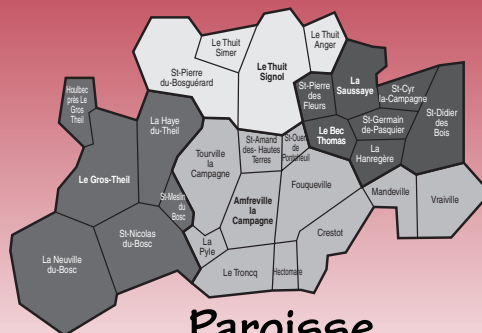 Le Thuit
Simer
Le Thuit
Anger
Le Thuit
Signol
St-Pierre
du-Bosguérard
Houlbec
près Le
Gros
Theil
La Haye
du-Theil
St-Pierre
des
Fleurs
La
Saussaye
St-Cyr
la-Campagne
St-Didier
des
Bois
St-Germain
de-Pasquier
Le Bec
Thomas
La
Hanregère
St-Amand
des- Hautes
Terres
St-Ouen
de
Pontcheuil
Tourville
la
Campagne
Le Gros-Theil
St-Meslin
du
Bosc
Amfreville
la
Campagne
Fouqueville
Mandeville
Vraiville
Crestot
La
Pyle
St-Nicolas
du-Bosc
La Neuville
du-Bosc
Le Troncq
Hectomare
Paroisse